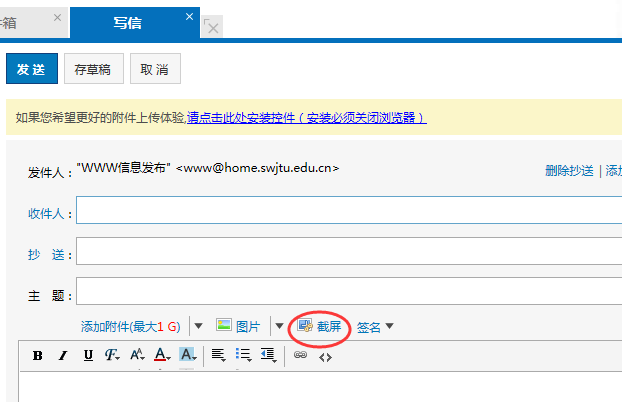 件箱 写信
发 送 存草稿 取 消
如果您希望更好的附件上传体验,请点击此处安装控件（安装必须关闭浏览器）
发件人： "WWW信息发布" <www@home.swjtu.edu.cn> 删除抄送 | 添加
收件人：
抄 送：
主 题：
添加附件(最大1 G) 图片 截屏 签名
B I U F AA A A